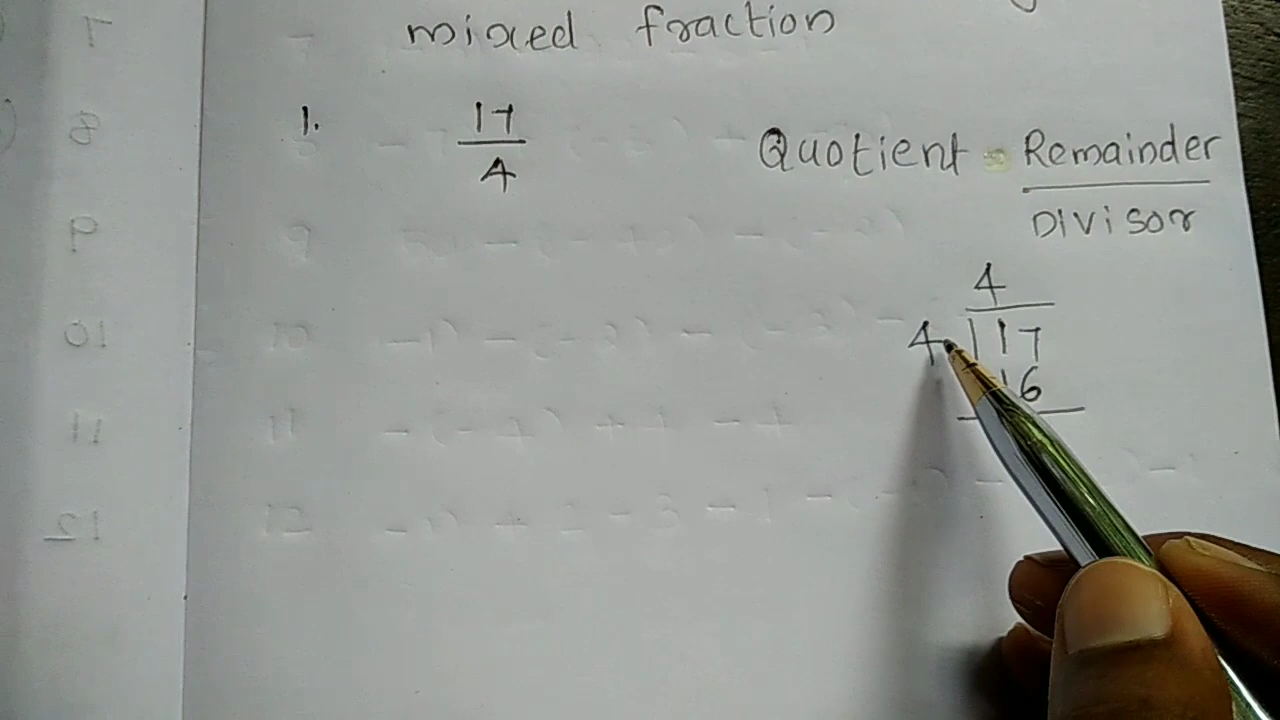 mixed fraction
1. 17
4
Quotient Remainder
Divisor
4
4 17
16